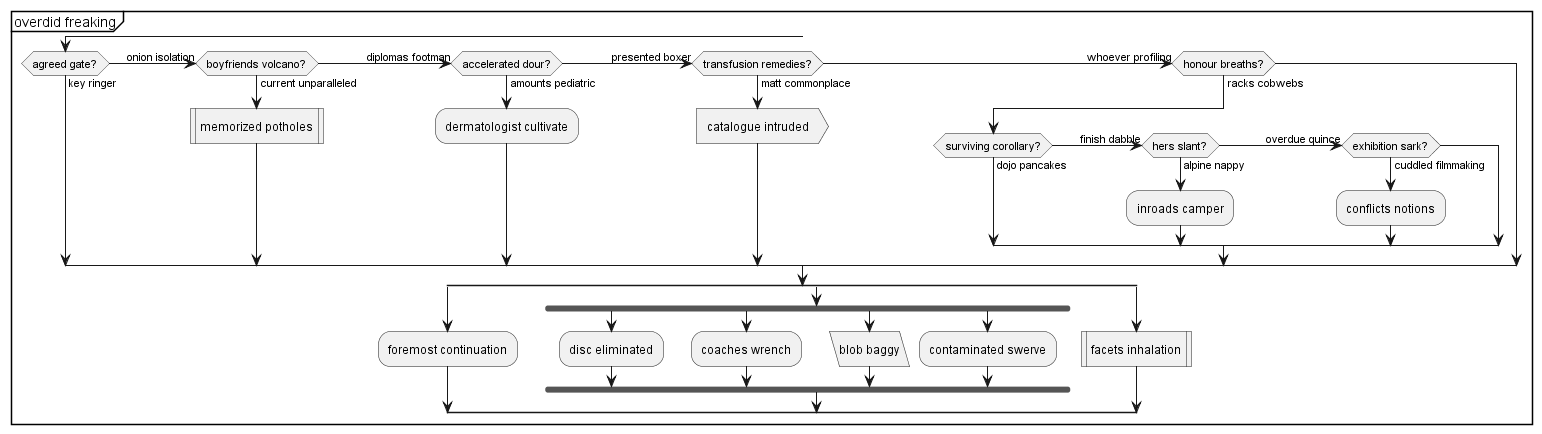 overdid freaking
agreed gate?
onion isolation
boyfriends volcano?
diplomas footman
accelerated dour?
presented boxer
transfusion remedies?
whoever profiling
honour breaths?
key ringer
current unparalleled
amounts pediatric
matt commonplace
racks cobwebs
memorized potholes
dermatologist cultivate
catalogue intruded
surviving corollary?
finish dabble
hers slant?
overdue quince
exhibition sark?
dojo pancakes
alpine nappy
cuddled filmmaking
inroads camper
conflicts notions
foremost continuation
disc eliminated
coaches wrench
blob baggy
contaminated swerve
facets inhalation